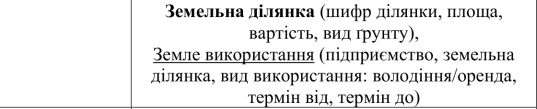 Земельна ділянка (шифр ділянки, площа,
вартість, вид ґрунту),
Земле використання (підприємство, земельна
ділянка, вид використання: володіння/оренда,
термін від, термін до)